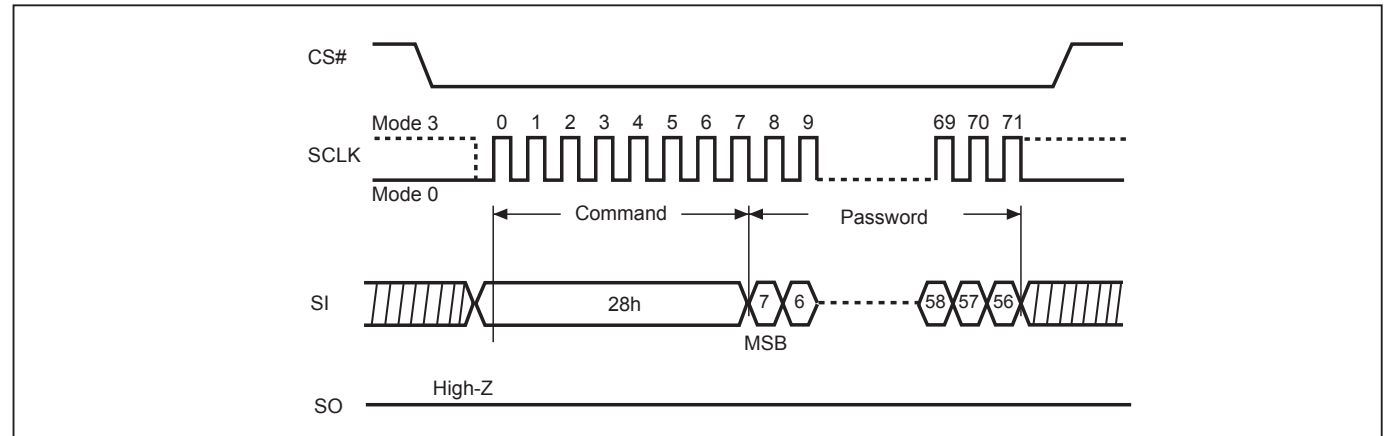 CS#
Mode 3 0 1 2 3 4 5 6 7 8 9 69 70 71
SCLK
Mode 0
Command Password
SI 28h 7 6 58 57 56
MSB
High-Z
SO